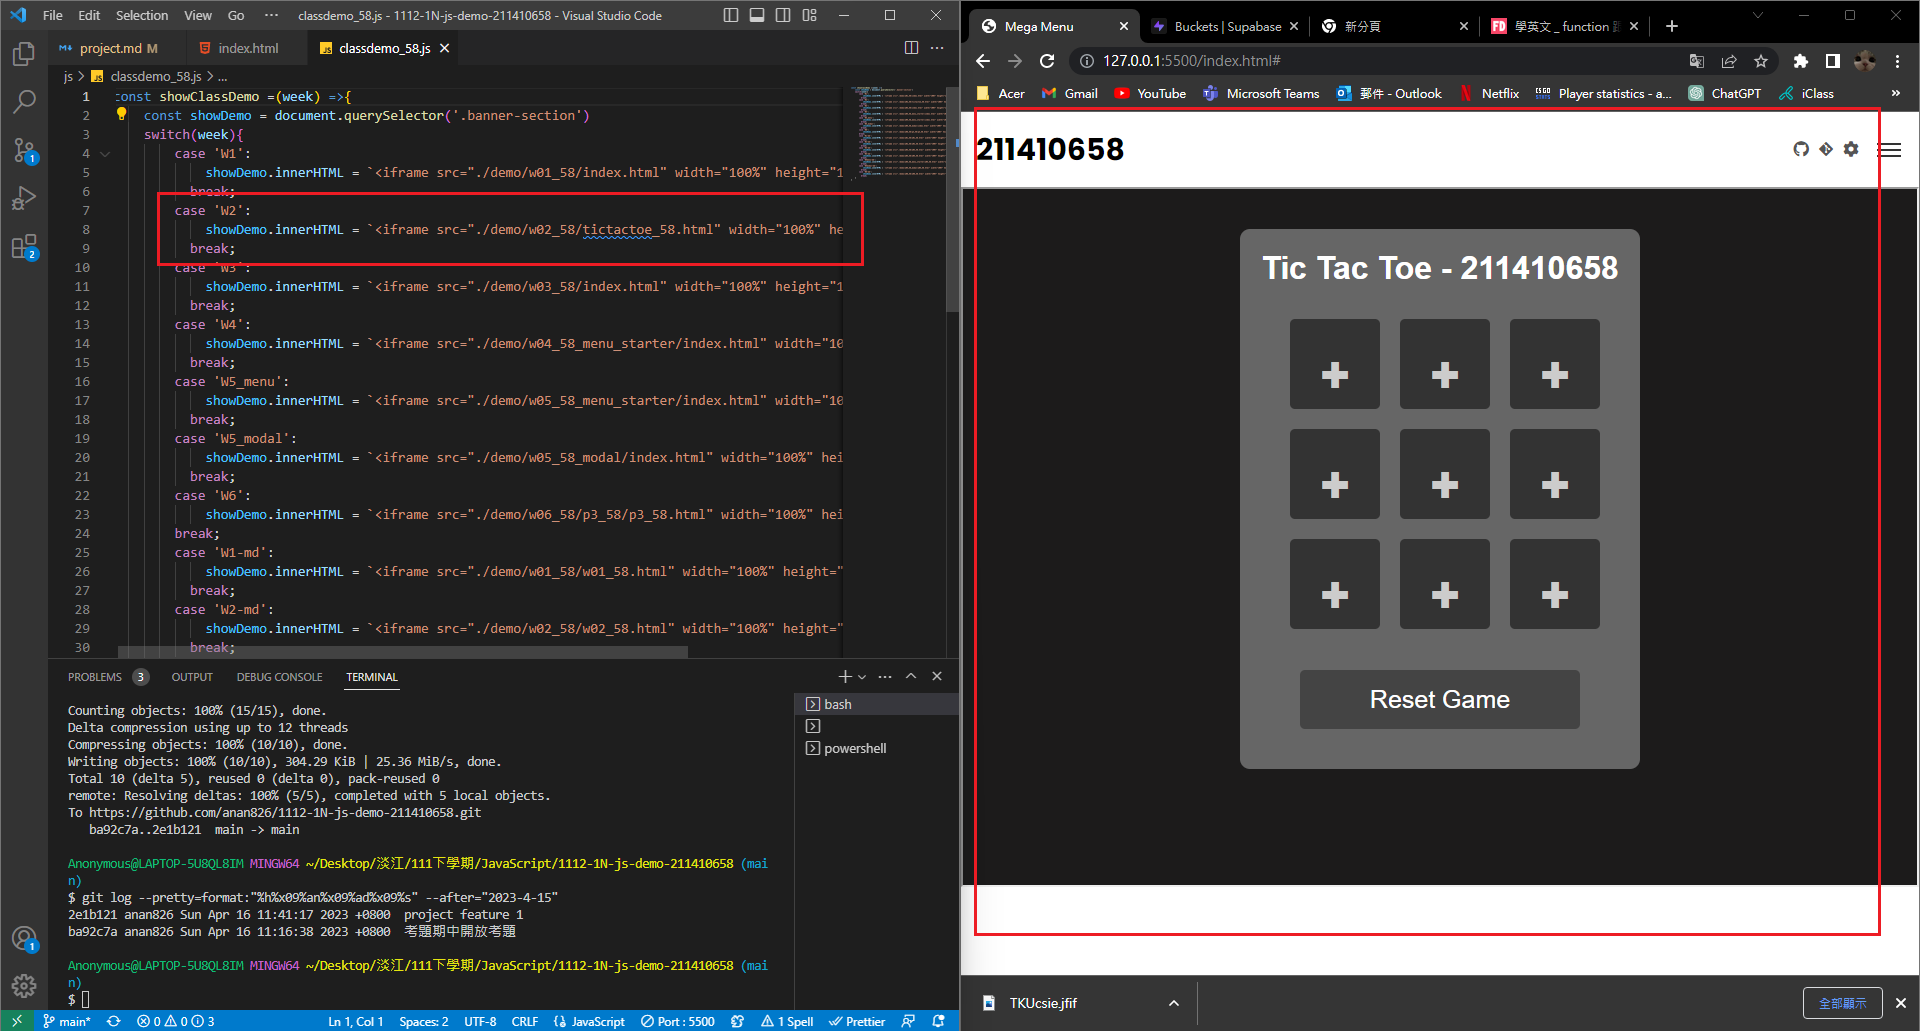 File Edit Selection View Go ··· classdemo_58.js - 1112-1N-js-demo-211410658 - Visual Studio Code
project.md M index.html JS classdemo_58.js
js > JS classdemo_58.js > ...
1 const showClassDemo =(week) =>{
2 const showDemo = document.querySelector('.banner-section')
3 switch(week){
4 case 'W1':
5 showDemo.innerHTML = `<iframe src="./demo/w01_58/index.html" width="100%" height="1
6 break;
7 case 'W2':
8 showDemo.innerHTML = `<iframe src="./demo/w02_58/tictactoe_58.html" width="100%" he
9 break;
10 case 'W3':
11 showDemo.innerHTML = `<iframe src="./demo/w03_58/index.html" width="100%" height="1
12 break;
13 case 'W4':
14 showDemo.innerHTML = `<iframe src="./demo/w04_58_menu_starter/index.html" width="10
15 break;
16 case 'W5_menu':
17 showDemo.innerHTML = `<iframe src="./demo/w05_58_menu_starter/index.html" width="10
18 break;
19 case 'W5_modal':
20 showDemo.innerHTML = `<iframe src="./demo/w05_58_modal/index.html" width="100%" hei
21 break;
22 case 'W6':
23 showDemo.innerHTML = `<iframe src="./demo/w06_58/p3_58/p3_58.html" width="100%" hei
24 break;
25 case 'W1-md':
26 showDemo.innerHTML = `<iframe src="./demo/w01_58/w01_58.html" width="100%" height="
27 break;
28 case 'W2-md':
29 showDemo.innerHTML = `<iframe src="./demo/w02_58/w02_58.html" width="100%" height="
30 break;
PROBLEMS 3 OUTPUT DEBUG CONSOLE TERMINAL
Counting objects: 100% (15/15), done.
Delta compression using up to 12 threads
Compressing objects: 100% (10/10), done.
Writing objects: 100% (10/10), 304.29 KiB | 25.36 MiB/s, done.
Total 10 (delta 5), reused 0 (delta 0), pack-reused 0
remote: Resolving deltas: 100% (5/5), completed with 5 local objects.
To https://github.com/anan826/1112-1N-js-demo-211410658.git
ba92c7a..2e1b121 main -> main
Anonymous@LAPTOP-5U8QL8IM MINGW64 ~/Desktop/淡江/111下學期/JavaScript/1112-1N-js-demo-211410658 (mai
n)
$ git log --pretty=format:"%h%x09%an%x09%ad%x09%s" --after="2023-4-15"
2e1b121 anan826 Sun Apr 16 11:41:17 2023 +0800 project feature 1
ba92c7a anan826 Sun Apr 16 11:16:38 2023 +0800 考題期中開放考題
Anonymous@LAPTOP-5U8QL8IM MINGW64 ~/Desktop/淡江/111下學期/JavaScript/1112-1N-js-demo-211410658 (mai
n)
$
bash
powershell
1
2
1
main* 0 0 3 Ln 1, Col 1 Spaces: 2 UTF-8 CRLF JavaScript Port : 5500 1 Spell Prettier
Mega Menu Buckets | Supabase 新分頁 FD 學英文 _ function
127.0.0.1:5500/index.html#
Acer Gmail YouTube Microsoft Teams 郵件 - Outlook Netflix Player statistics - a... ChatGPT iClass »
211410658
Tic Tac Toe - 211410658
Reset Game
TKUcsie.jfif
全部顯示